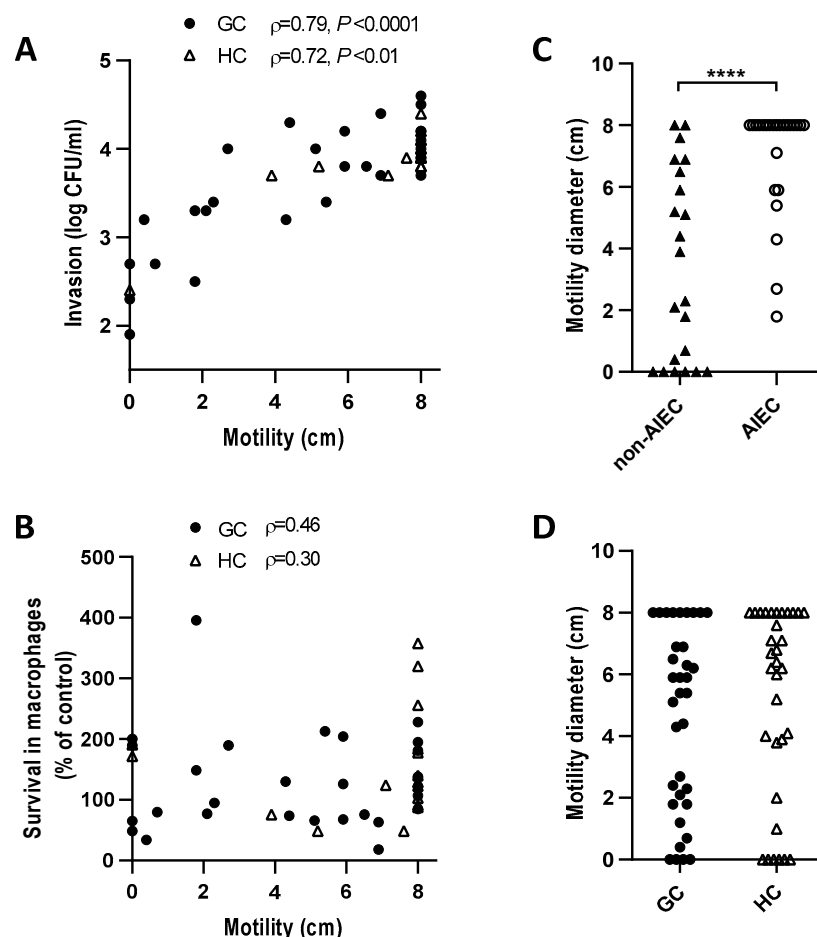 A
GC ρ=0.79, P<0.0001
HC ρ=0.72, P<0.01
Invasion (log CFU/ml)
5
4
3
2
0 2 4 6 8
Motility (cm)
C
****
Motility diameter (cm)
10
8
6
4
2
0
non-AIEC AIEC
B
GC ρ=0.46
HC ρ=0.30
Survival in macrophages
(% of control)
500
400
300
200
100
0
0 2 4 6 8
Motility (cm)
D
Motility diameter (cm)
10
8
6
4
2
0
GC HC